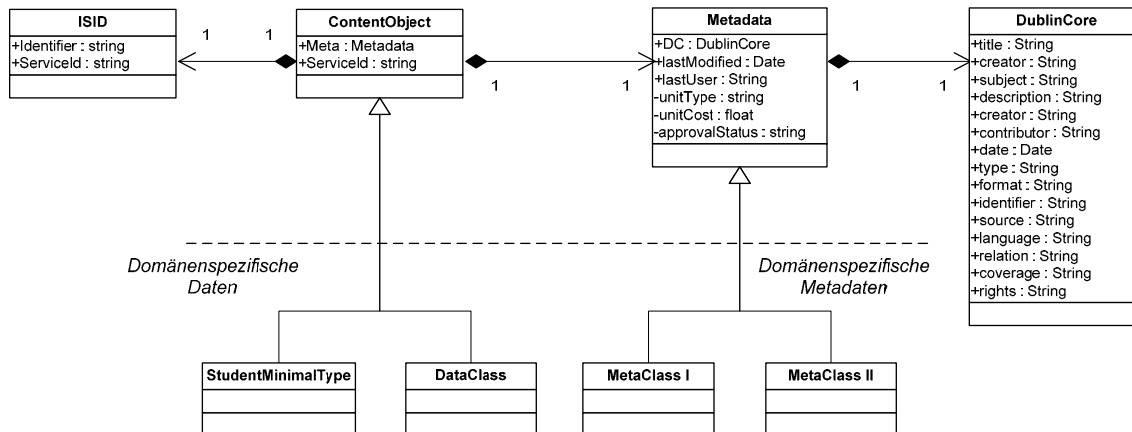 ISID
+Identifier : string
+ServiceId : string
1
1
ContentObject
+Meta : Metadata
+ServiceId : string
1
1
Metadata
+DC : DublinCore
+lastModified : Date
+lastUser : String
-unitType : string
-unitCost : float
-approvalStatus : string
1
1
DublinCore
+title : String
+creator : String
+subject : String
+description : String
+creator : String
+contributor : String
+date : Date
+type : String
+format : String
+identifier : String
+source : String
+language : String
+relation : String
+coverage : String
+rights : String
Domänenspezifische
Daten
Domänenspezifische
Metadaten
StudentMinimalType
DataClass
MetaClass I
MetaClass II